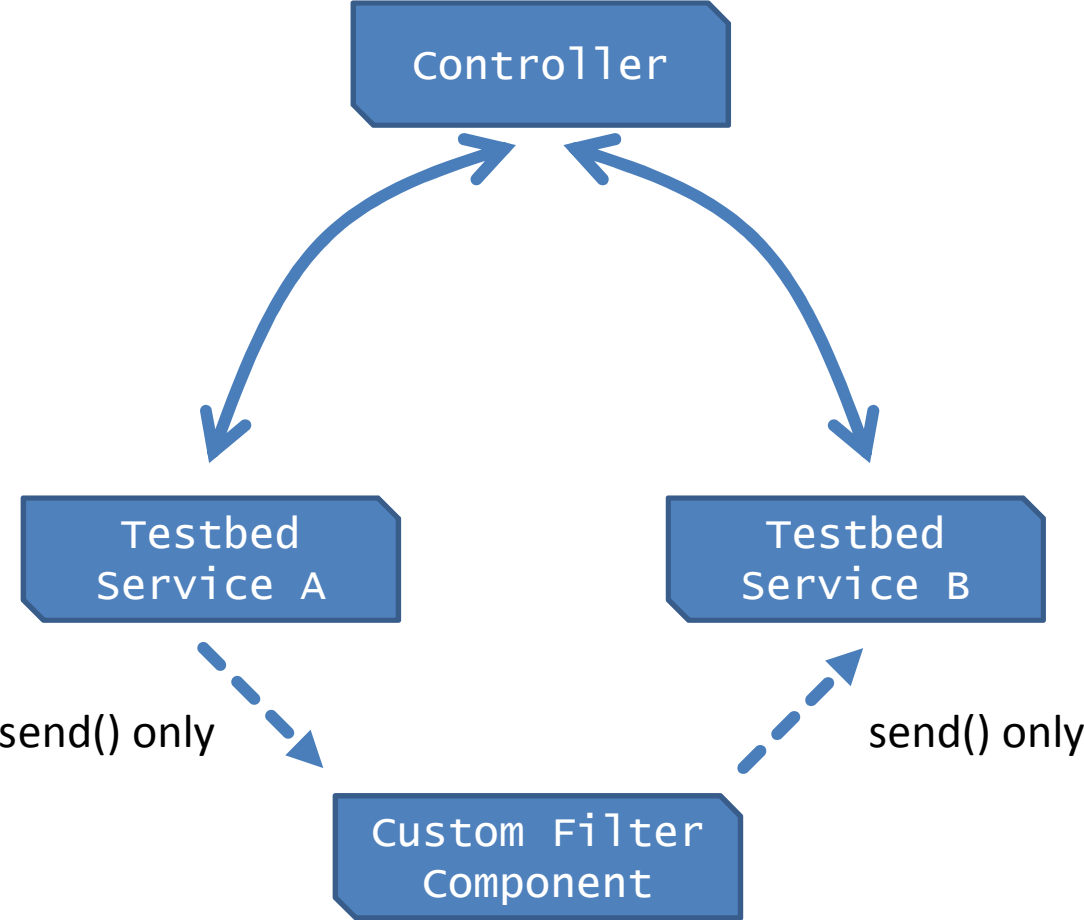 Controller
Testbed
Service A
Testbed
Service B
send() only
send() only
Custom Filter
Component